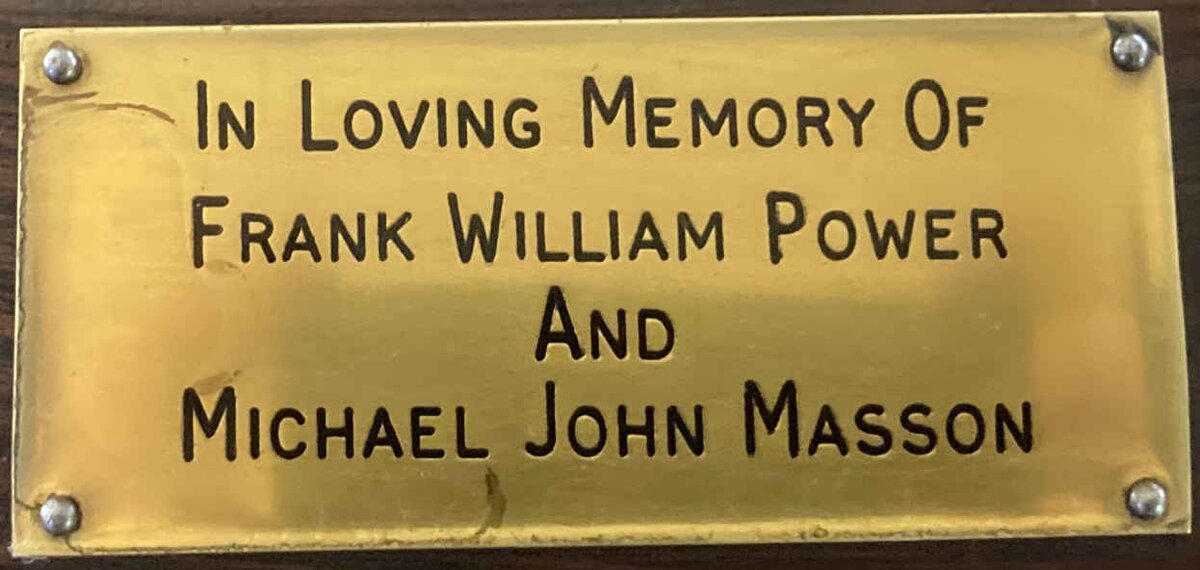 In Loving Memory Of
Frank William Power
And
Michael John Masson